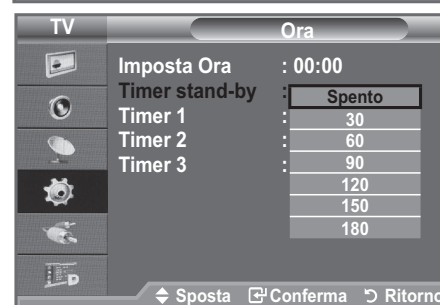 TV Ora
Imposta Ora : 00:00
Timer stand-by : Spento
Timer 1 : 30
Timer 2 : 60
Timer 3 : 90
120
150
180
Sposta Conferma Ritorno